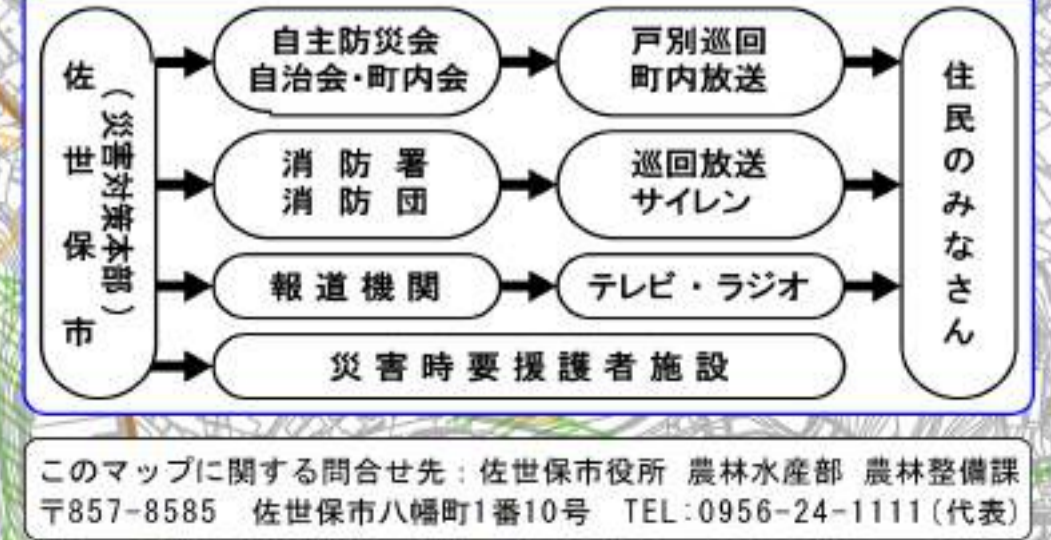 佐世保市
(災害対策本部)
自主防災会
自治会・町内会
戸別巡回
町内放送
消防署
消防団
巡回放送
サイレン
報道機関
テレビ・ラジオ
災害時要援護者施設
住民のみなさん
このマップに関する問合せ先：佐世保市役所 農林水産部 農林整備課
〒857-8585 佐世保市八幡町1番10号 TEL:0956-24-1111(代表)